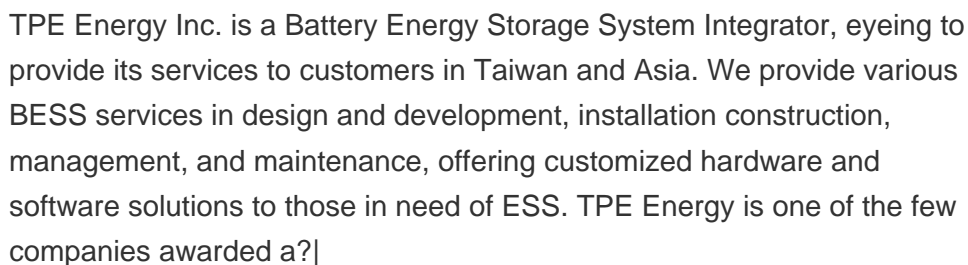 TPE Energy Inc. is a Battery Energy Storage System Integrator, eyeing to
provide its services to customers in Taiwan and Asia. We provide various
BESS services in design and development, installation construction,
management, and maintenance, offering customized hardware and
software solutions to those in need of ESS. TPE Energy is one of the few
companies awarded a?|